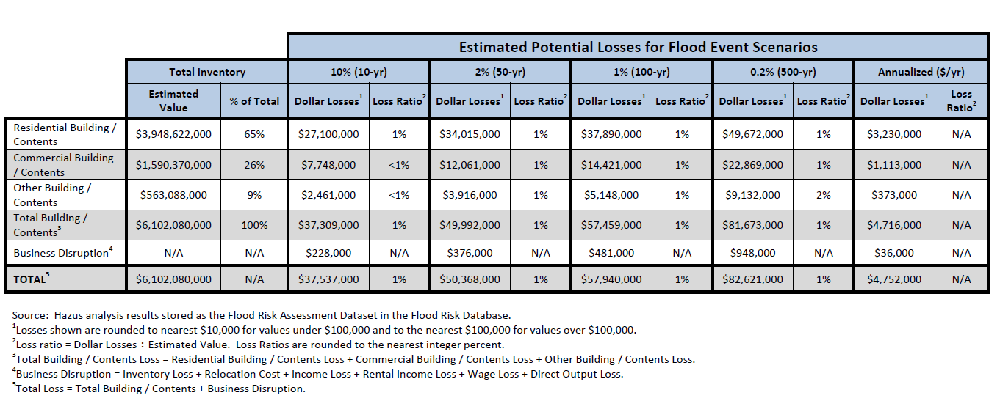 Estimated Potential Losses for Flood Event Scenarios
Total Inventory 10% (10-yr) 2% (50-yr) 1% (100-yr) 0.2% (500-yr) Annualized ($/yr)
Estimated Value % of Total Dollar Losses¹ Loss Ratio² Dollar Losses¹ Loss Ratio² Dollar Losses¹ Loss Ratio² Dollar Losses¹ Loss Ratio² Dollar Losses¹ Loss Ratio²
Residential Building / Contents $3,948,622,000 65% $27,100,000 1% $34,015,000 1% $37,890,000 1% $49,672,000 1% $3,230,000 N/A
Commercial Building / Contents $1,590,370,000 26% $7,748,000 <1% $12,061,000 1% $14,421,000 1% $22,869,000 1% $1,113,000 N/A
Other Building / Contents $563,088,000 9% $2,461,000 <1% $3,916,000 1% $5,148,000 1% $9,132,000 2% $373,000 N/A
Total Building / Contents³ $6,102,080,000 100% $37,309,000 1% $49,992,000 1% $57,459,000 1% $81,673,000 1% $4,716,000 N/A
Business Disruption⁴ N/A N/A $228,000 N/A $376,000 N/A $481,000 N/A $948,000 N/A $36,000 N/A
TOTAL⁵ $6,102,080,000 N/A $37,537,000 1% $50,368,000 1% $57,940,000 1% $82,621,000 1% $4,752,000 N/A
Source: Hazus analysis results stored as the Flood Risk Assessment Dataset in the Flood Risk Database.
¹Losses shown are rounded to nearest $10,000 for values under $100,000 and to the nearest $100,000 for values over $100,000.
²Loss ratio = Dollar Losses ÷ Estimated Value. Loss Ratios are rounded to the nearest integer percent.
³Total Building / Contents Loss = Residential Building / Contents Loss + Commercial Building / Contents Loss + Other Building / Contents Loss.
⁴Business Disruption = Inventory Loss + Relocation Cost + Income Loss + Rental Income Loss + Wage Loss + Direct Output Loss.
⁵Total Loss = Total Building / Contents + Business Disruption.